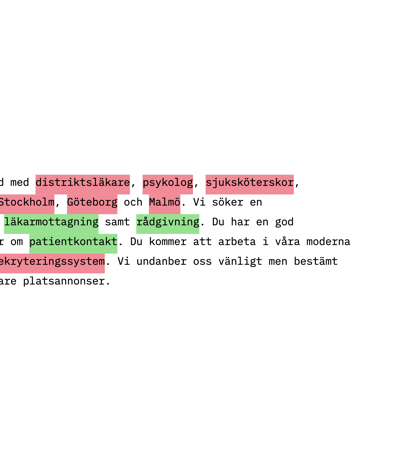 d med distriktsläkare, psykolog, sjuksköterskor,
Stockholm, Göteborg och Malmö. Vi söker en
läkarmottagning samt rådgivning. Du har en god
r om patientkontakt. Du kommer att arbeta i våra moderna
ekryteringssystem. Vi undanber oss vänligt men bestämt
are platsannonser.